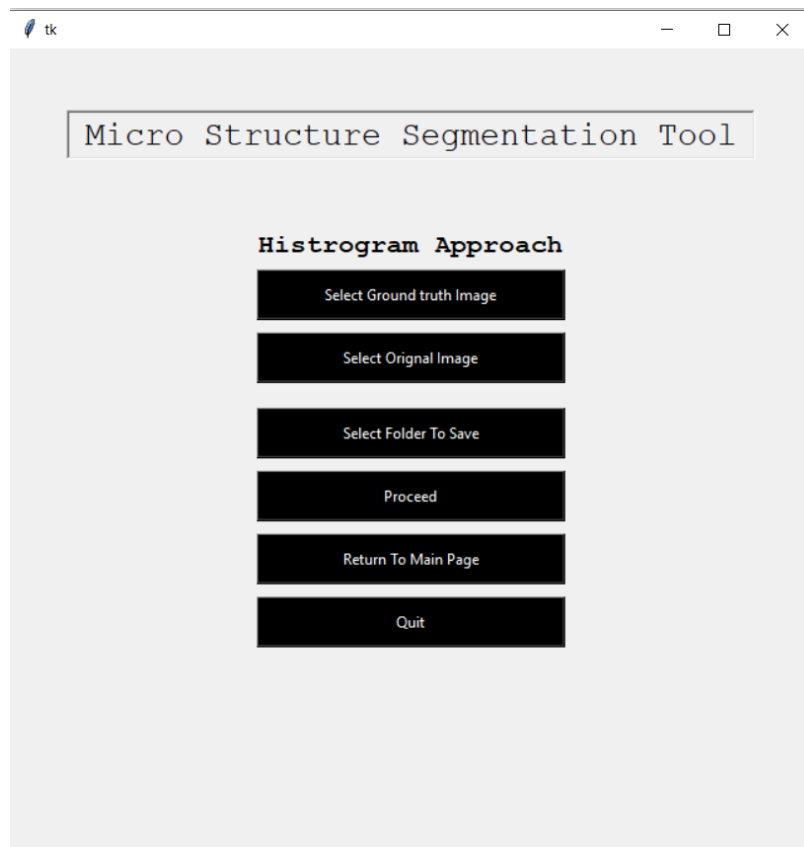 tk
Micro Structure Segmentation Tool
Histrogram Approach
Select Ground truth Image
Select Orignal Image
Select Folder To Save
Proceed
Return To Main Page
Quit